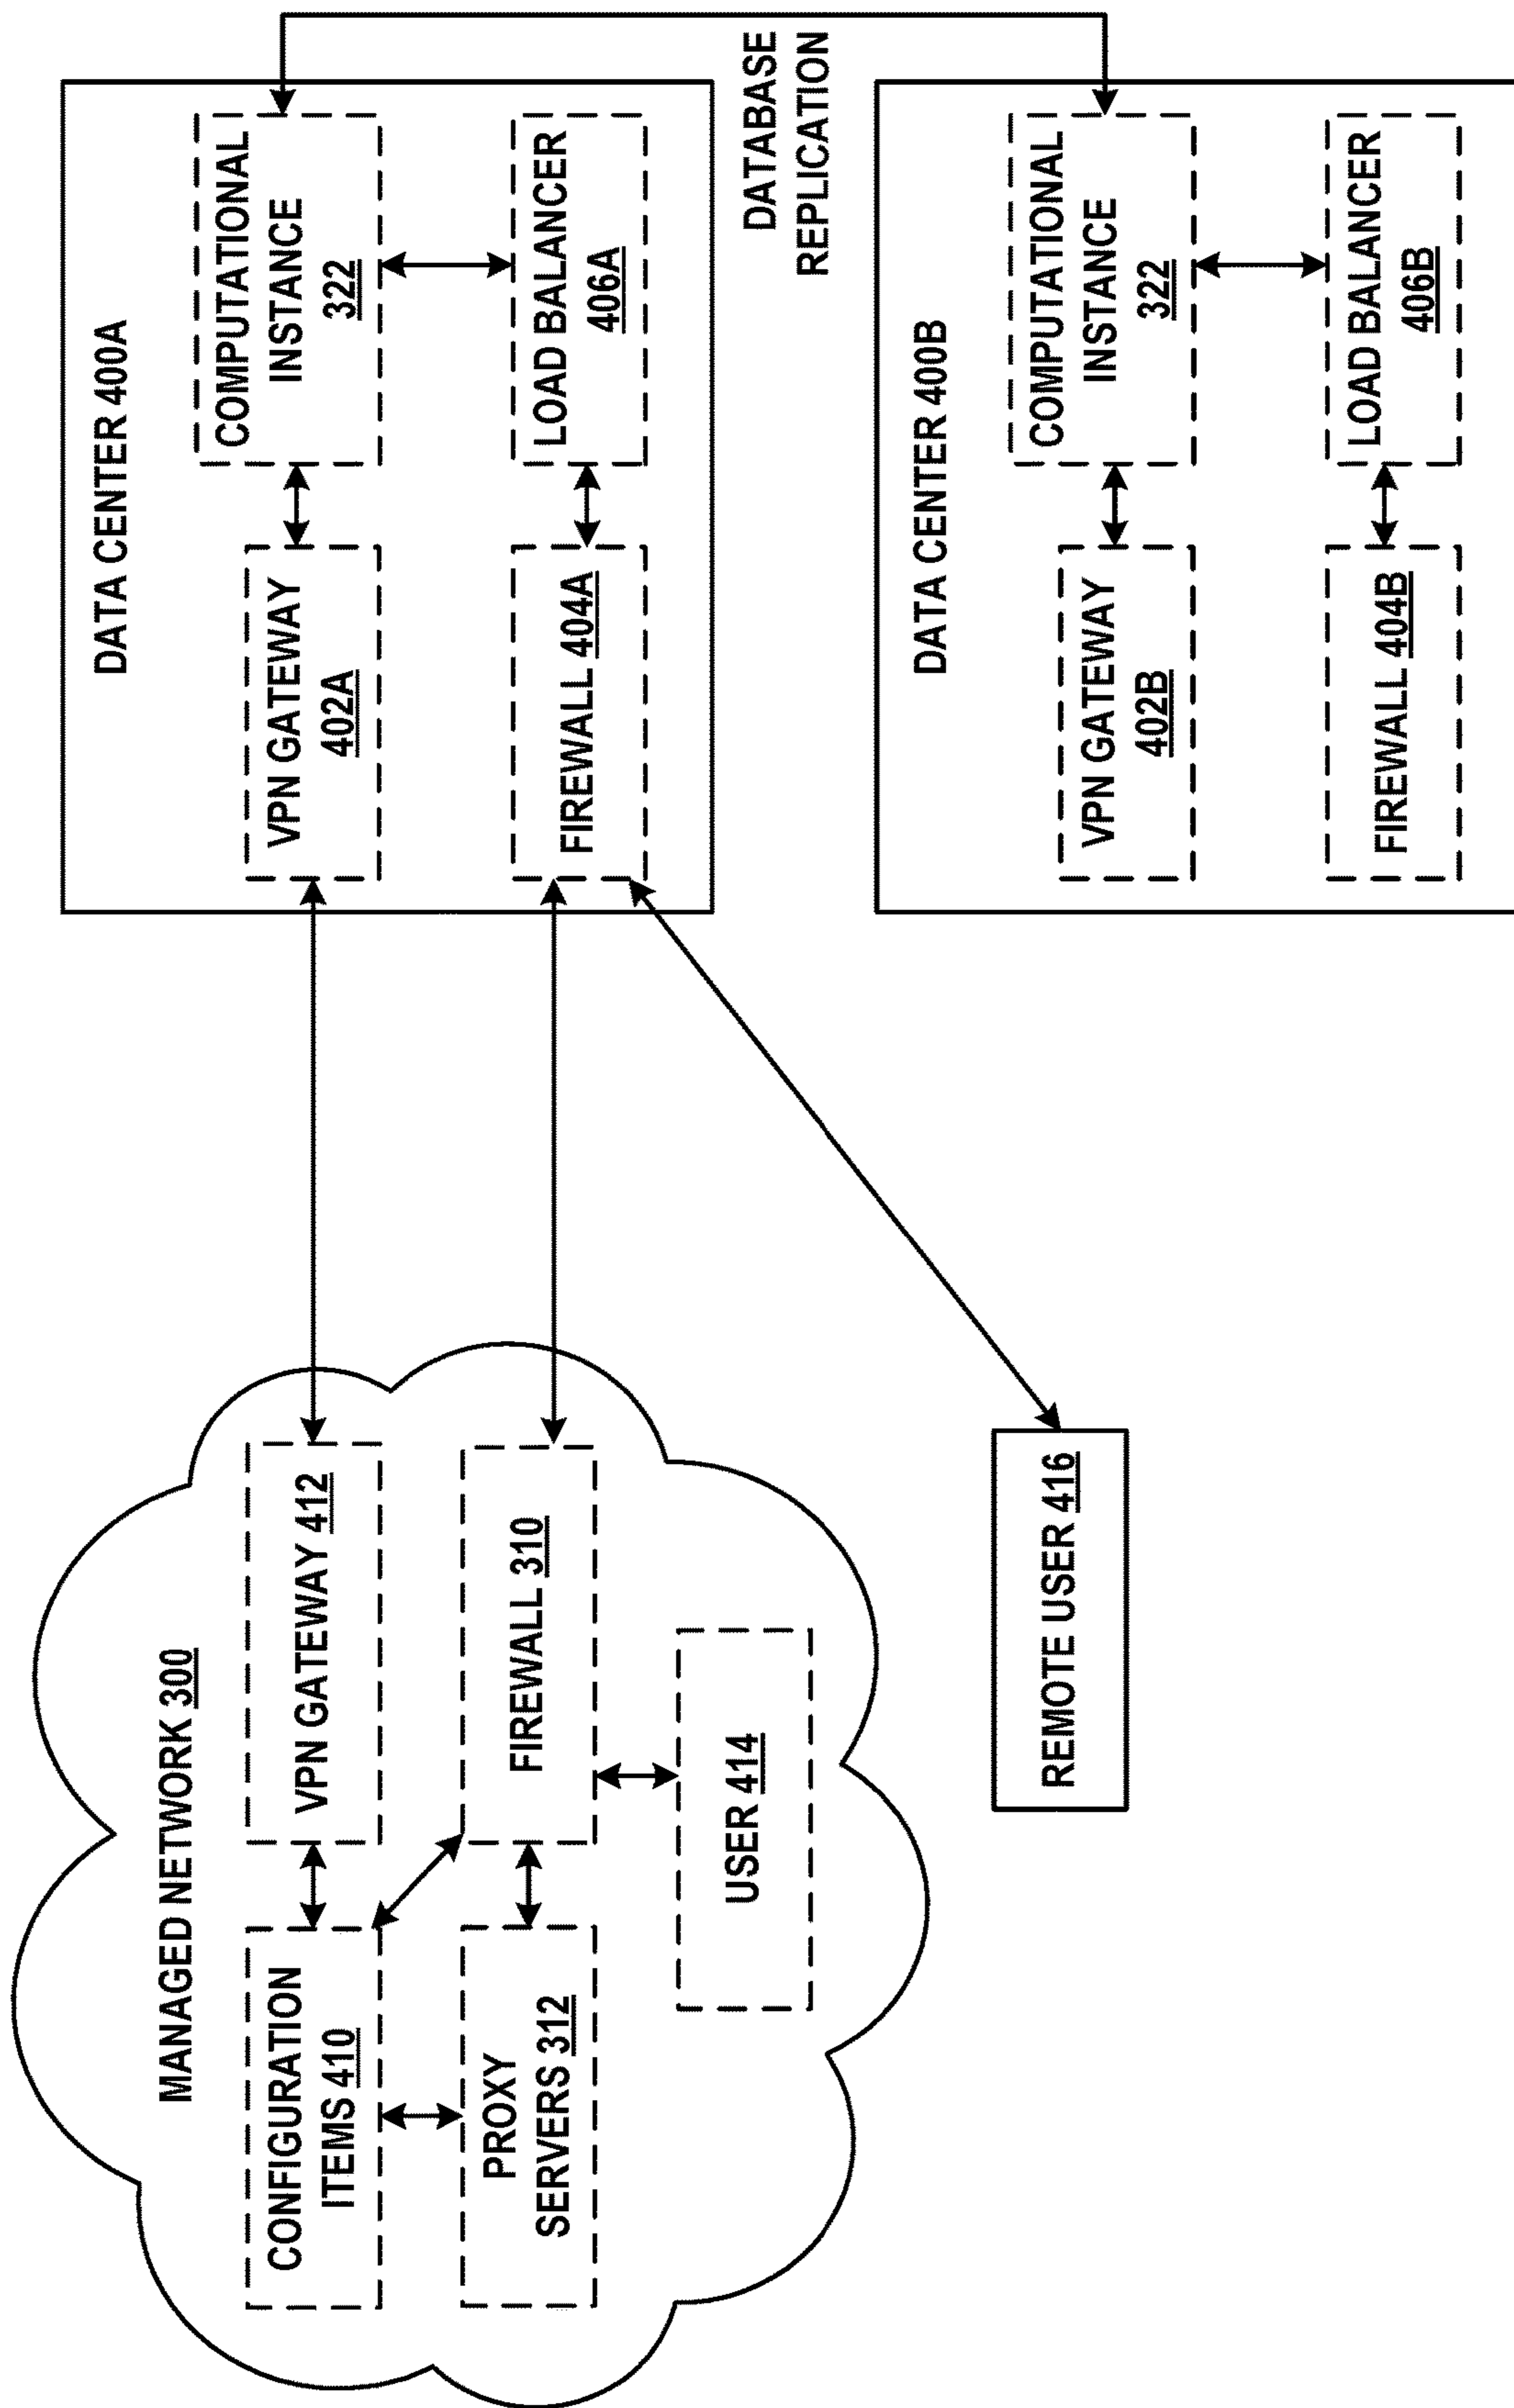 MANAGED NETWORK 300
CONFIGURATION
ITEMS 410
VPN GATEWAY 412
PROXY
SERVERS 312
FIREWALL 310
USER 414
REMOTE USER 416
DATA CENTER 400A
VPN GATEWAY
402A
COMPUTATIONAL
INSTANCE
322
FIREWALL 404A
LOAD BALANCER
406A
DATABASE
REPLICATION
DATA CENTER 400B
VPN GATEWAY
402B
COMPUTATIONAL
INSTANCE
322
FIREWALL 404B
LOAD BALANCER
406B